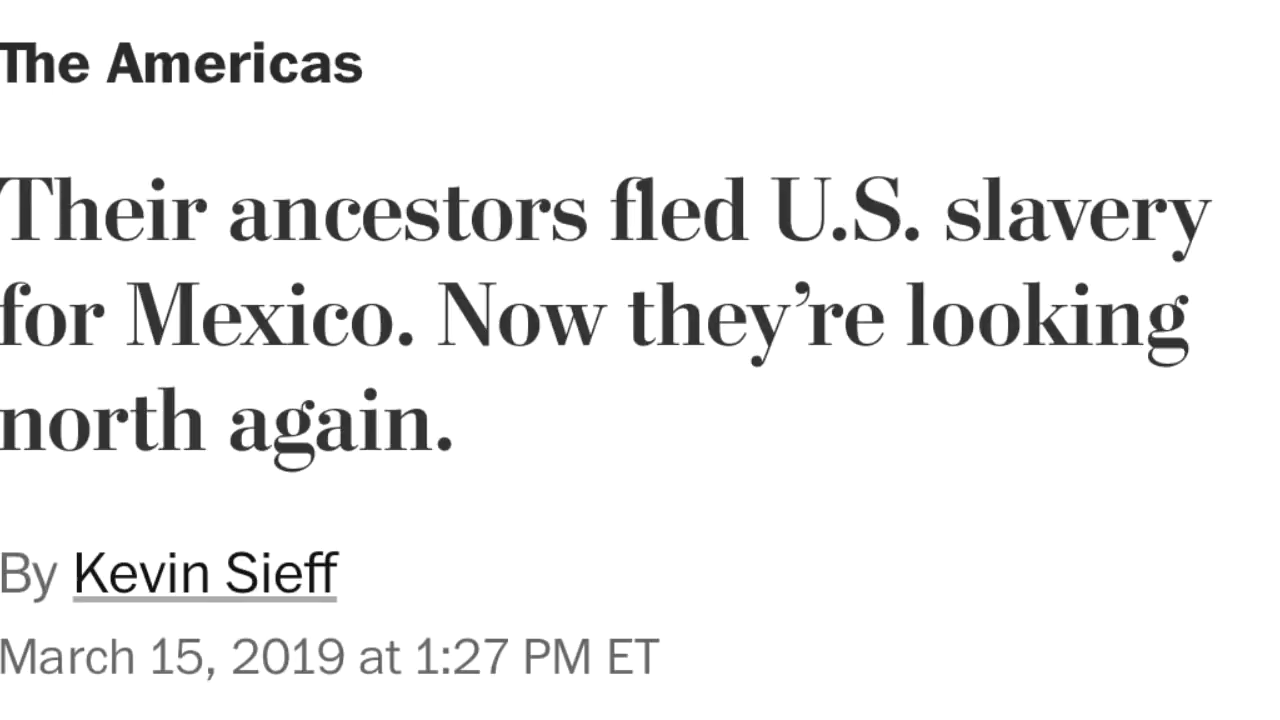 The Americas
Their ancestors fled U.S. slavery
for Mexico. Now they’re looking
north again.
By Kevin Sieff
March 15, 2019 at 1:27 PM ET